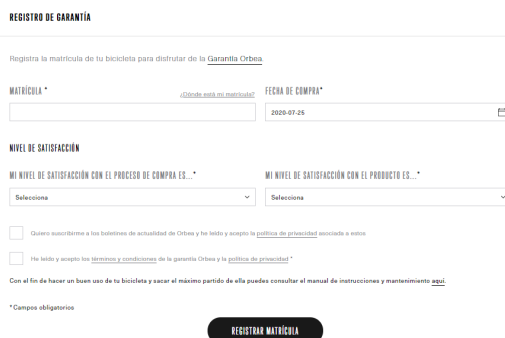 REGISTRO DE GARANTÍA
Registra la matrícula de tu bicicleta para disfrutar de la Garantía Orbea.
MATRÍCULA *
¿Dónde está mi matrícula?
FECHA DE COMPRA*
2020-07-25
NIVEL DE SATISFACCIÓN
MI NIVEL DE SATISFACCIÓN CON EL PROCESO DE COMPRA ES...*
MI NIVEL DE SATISFACCIÓN CON EL PRODUCTO ES...*
Selecciona
Selecciona
Quiero suscribirme a los boletines de actualidad de Orbea y he leído y acepto la política de privacidad asociada a estos
He leído y acepto los términos y condiciones de la garantía Orbea y la política de privacidad *
Con el fin de hacer un buen uso de tu bicicleta y sacar el máximo partido de ella puedes consultar el manual de instrucciones y mantenimiento aquí.
*Campos obligatorios
REGISTRAR MATRÍCULA